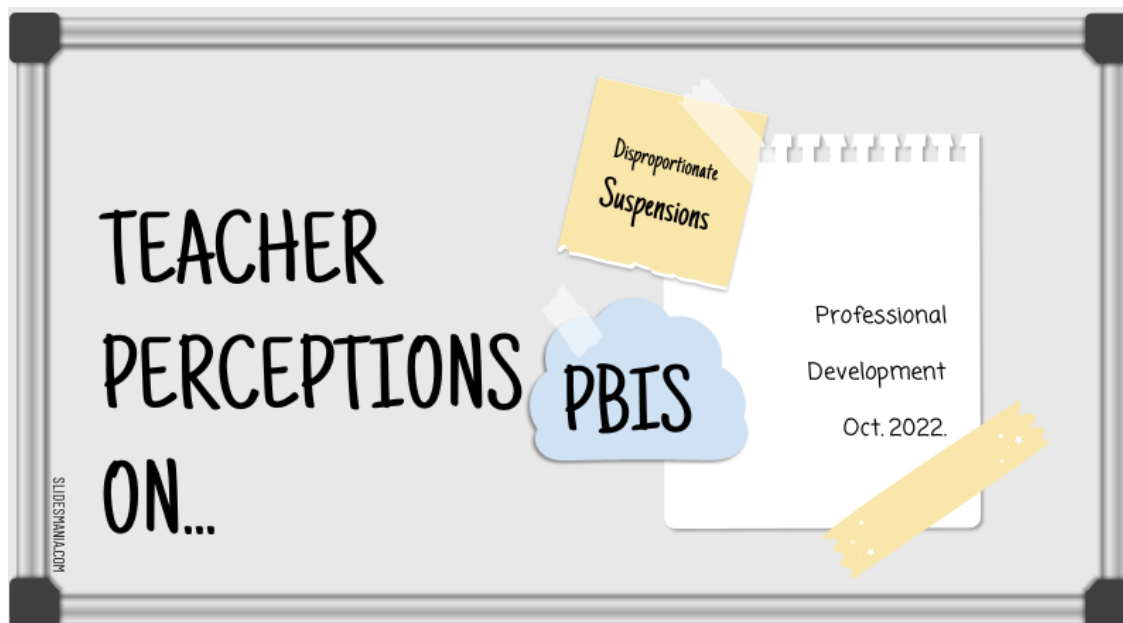 TEACHER
PERCEPTIONS
ON...
Disproportionate
Suspensions
PBIS
Professional
Development
Oct. 2022.
SLIDESMANIA.COM